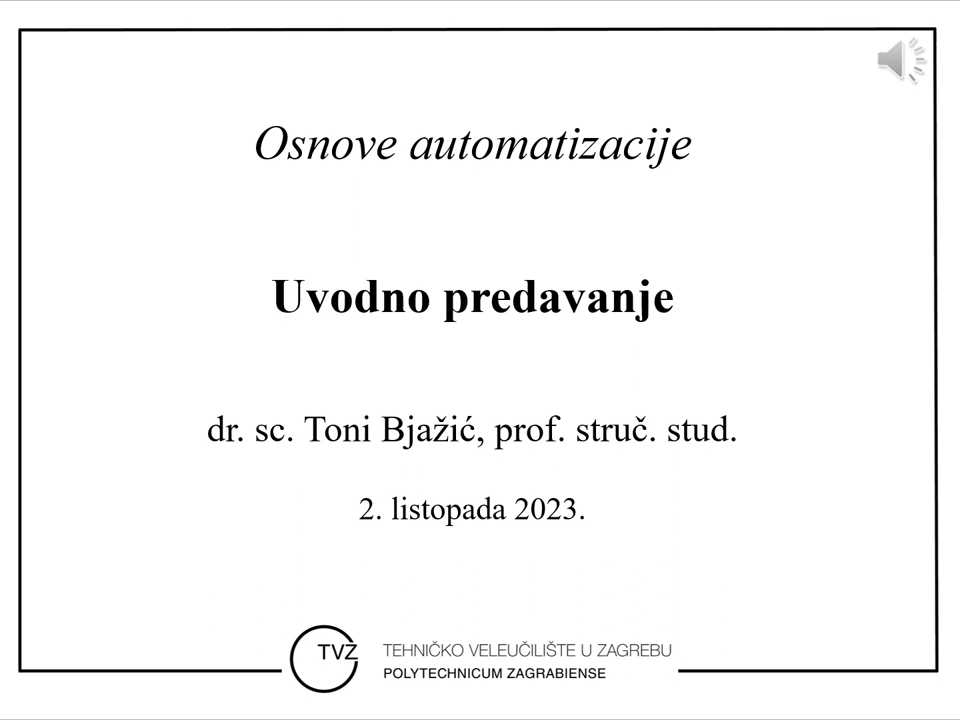 Osnove automatizacije
Uvodno predavanje
dr. sc. Toni Bjažić, prof. struč. stud.
2. listopada 2023.
TVZ
TEHNIČKO VELEUČILIŠTE U ZAGREBU
POLYTECHNICUM ZAGRABIENSE